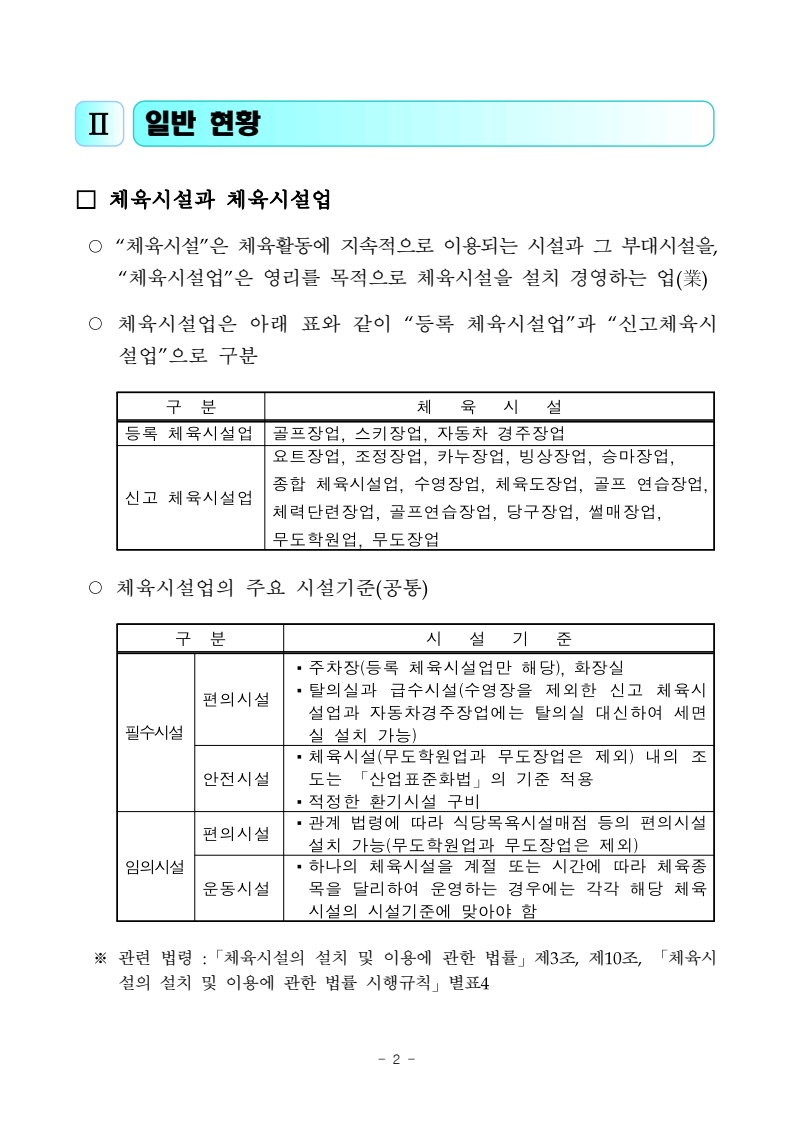 Ⅱ 일반 현황
□ 체육시설과 체육시설업
○ “체육시설”은 체육활동에 지속적으로 이용되는 시설과 그 부대시설을,
“체육시설업”은 영리를 목적으로 체육시설을 설치 경영하는 업(業)
○ 체육시설업은 아래 표와 같이 “등록 체육시설업”과 “신고체육시
설업”으로 구분
구 분 체 육 시 설
등록 체육시설업 골프장업, 스키장업, 자동차 경주장업
신고 체육시설업
요트장업, 조정장업, 카누장업, 빙상장업, 승마장업,
종합 체육시설업, 수영장업, 체육도장업, 골프 연습장업,
체력단련장업, 골프연습장업, 당구장업, 썰매장업,
무도학원업, 무도장업
○ 체육시설업의 주요 시설기준(공통)
구 분 시 설 기 준
필수시설
편의시설
▪주차장(등록 체육시설업만 해당), 화장실
▪탈의실과 급수시설(수영장을 제외한 신고 체육시
설업과 자동차경주장업에는 탈의실 대신하여 세면
실 설치 가능)
안전시설
▪체육시설(무도학원업과 무도장업은 제외) 내의 조
도는 「산업표준화법」의 기준 적용
▪적정한 환기시설 구비
임의시설
편의시설
▪관계 법령에 따라 식당목욕시설매점 등의 편의시설
설치 가능(무도학원업과 무도장업은 제외)
운동시설
▪하나의 체육시설을 계절 또는 시간에 따라 체육종
목을 달리하여 운영하는 경우에는 각각 해당 체육
시설의 시설기준에 맞아야 함
※ 관련 법령 :「체육시설의 설치 및 이용에 관한 법률」제3조, 제10조, 「체육시
설의 설치 및 이용에 관한 법률 시행규칙」별표4
- 2 -